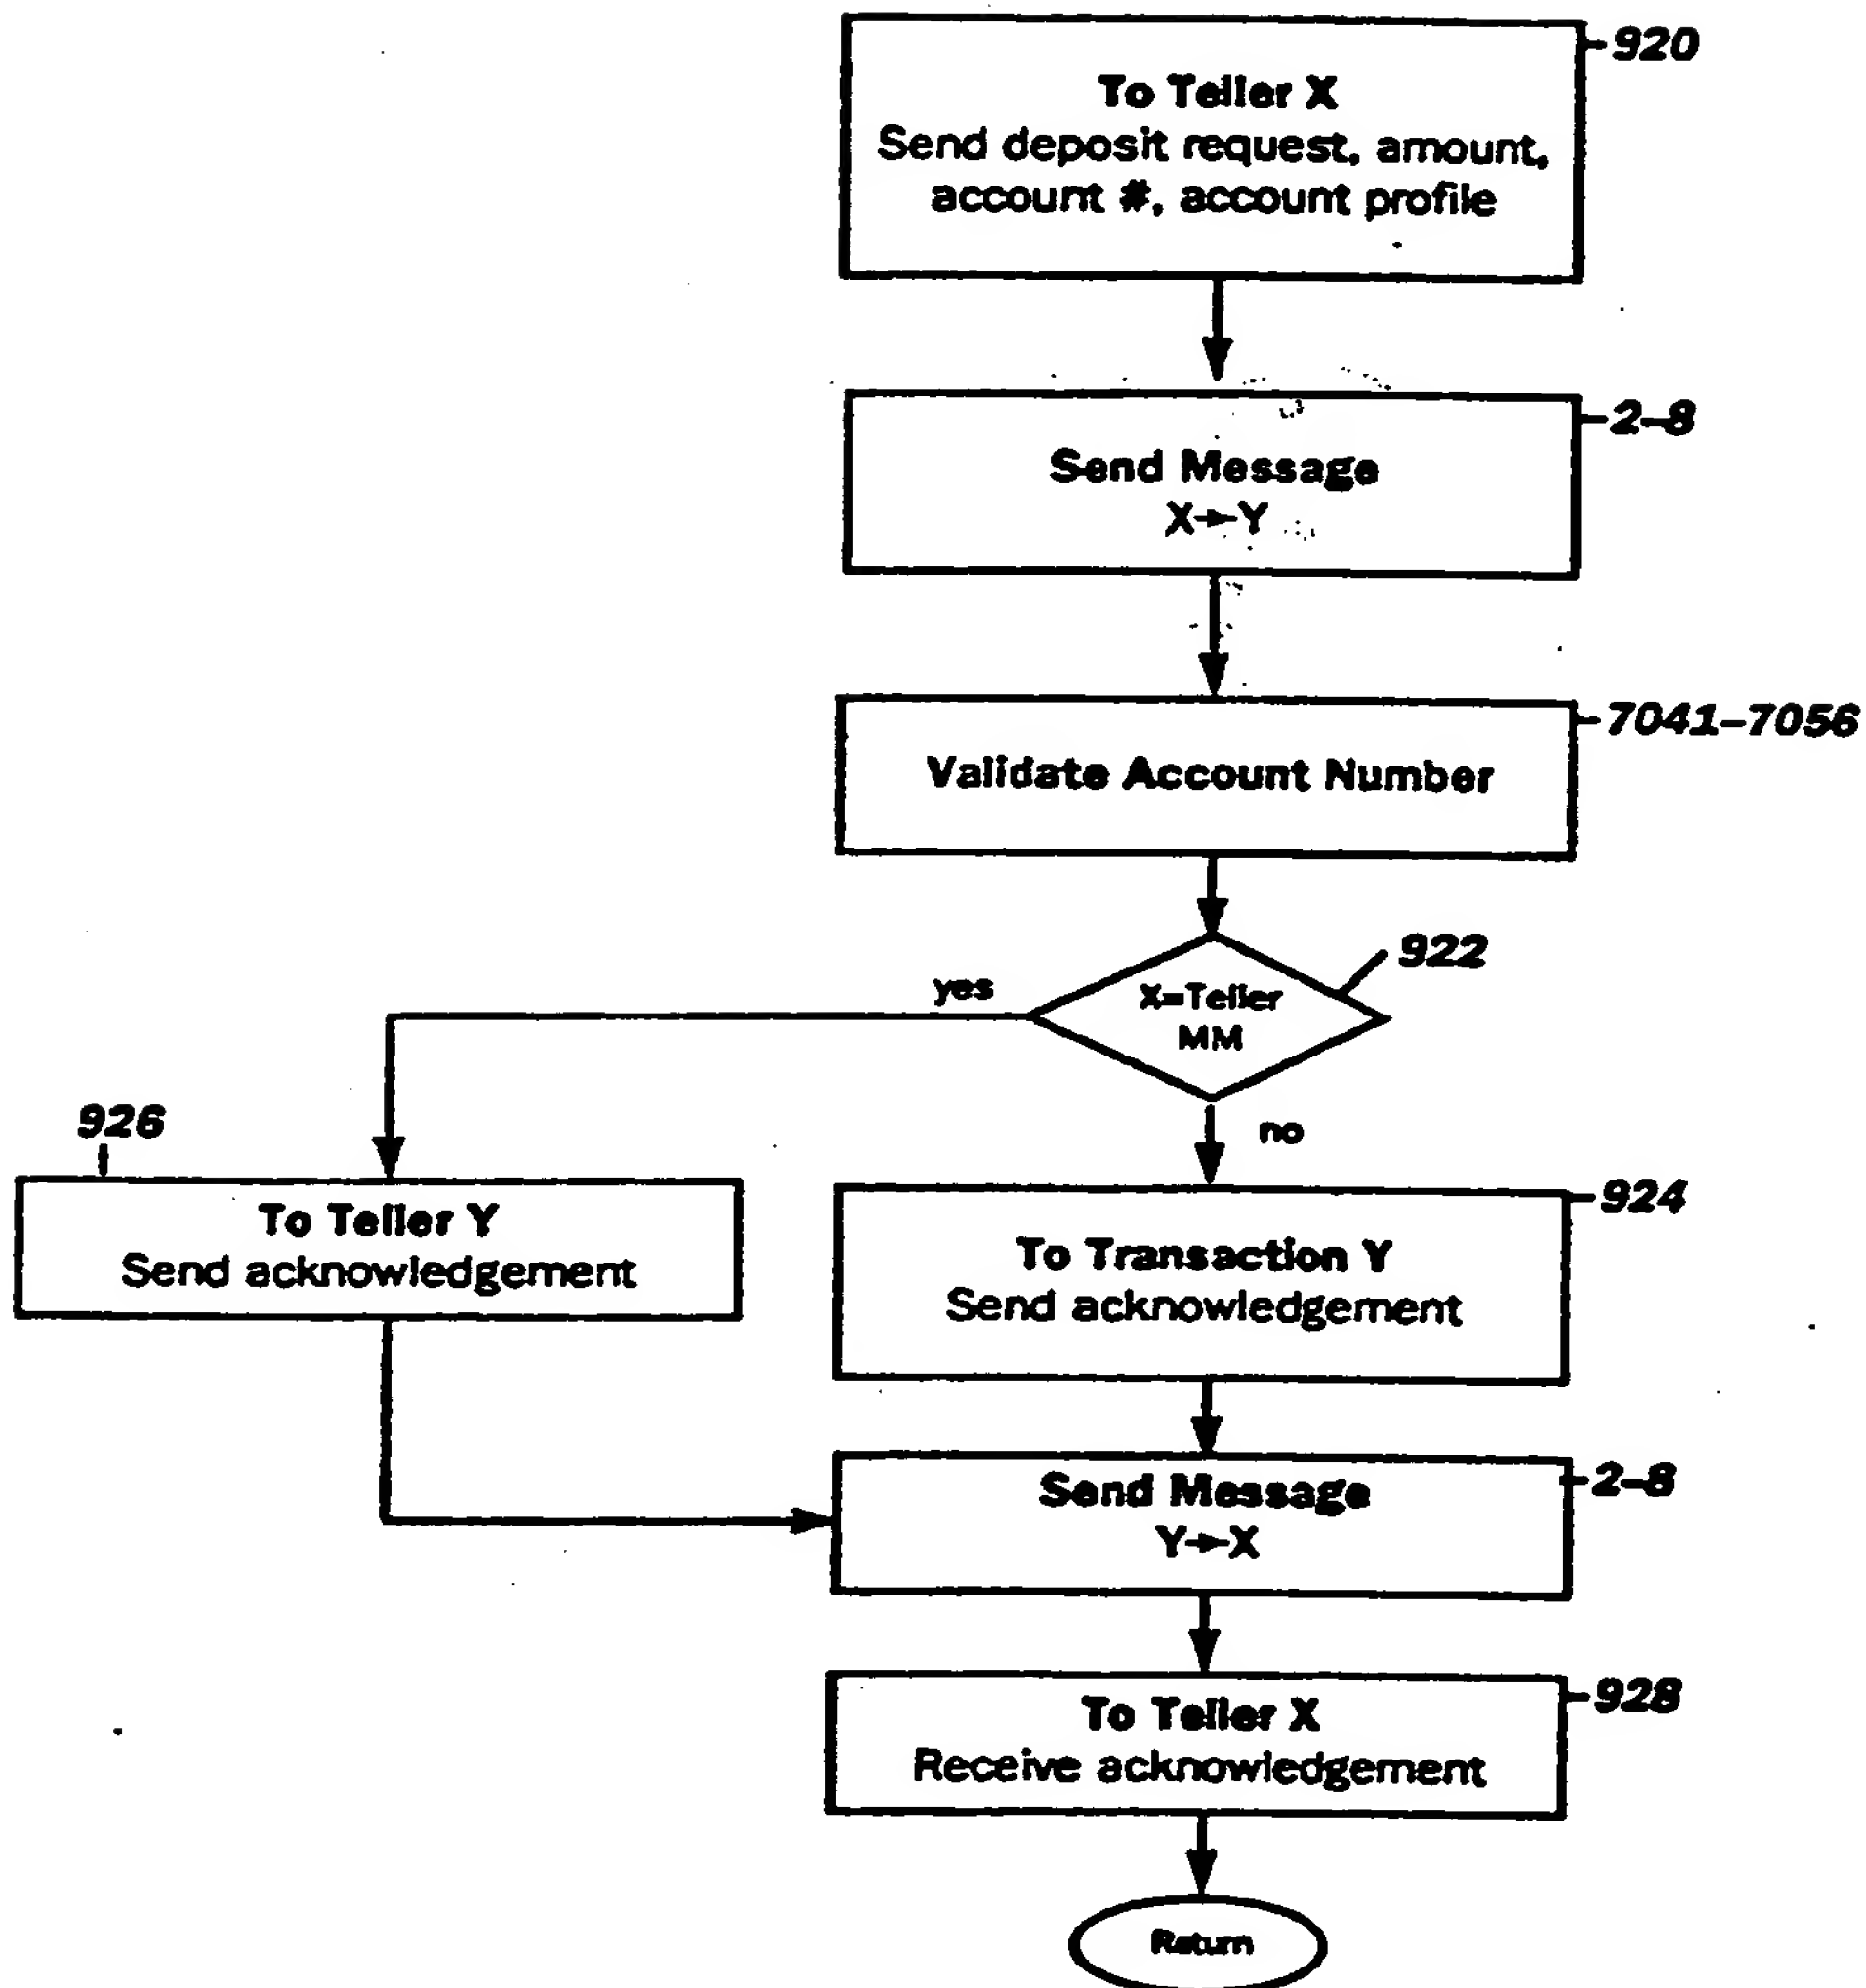 920
To Teller X
Send deposit request, amount,
account #, account profile
2-8
Send Message
X→Y
7041-7056
Validate Account Number
922
yes
X=Teller
MM
no
926
To Teller Y
Send acknowledgement
924
To Transaction Y
Send acknowledgement
2-8
Send Message
Y→X
928
To Teller X
Receive acknowledgement
Return